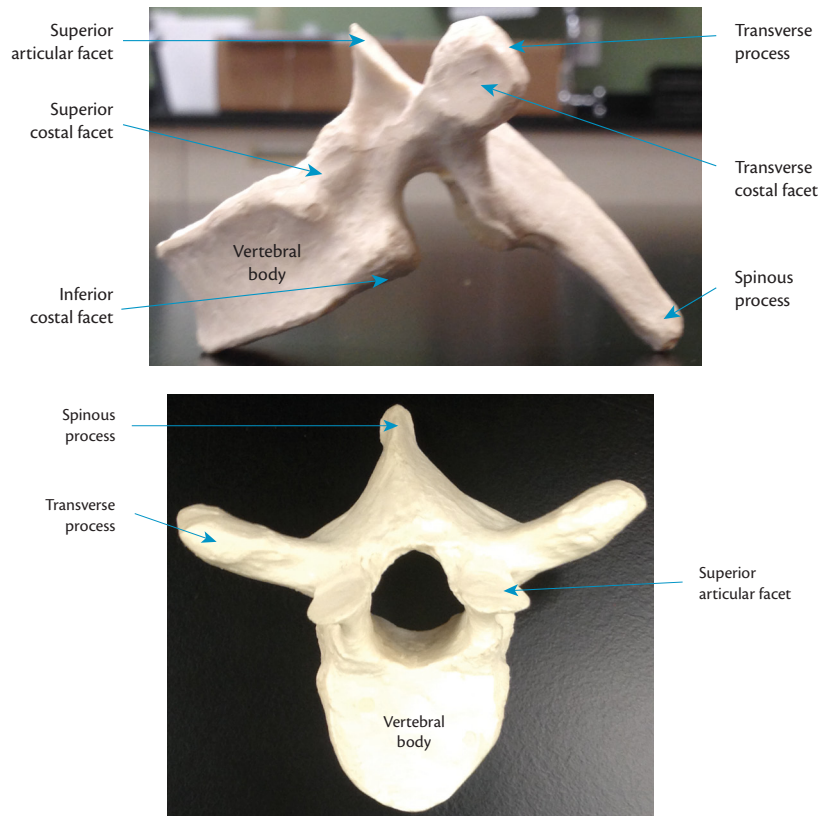 Superior
articular facet
Transverse
process
Superior
costal facet
Transverse
costal facet
Vertebral
body
Inferior
costal facet
Spinous
process
Spinous
process
Transverse
process
Superior
articular facet
Vertebral
body